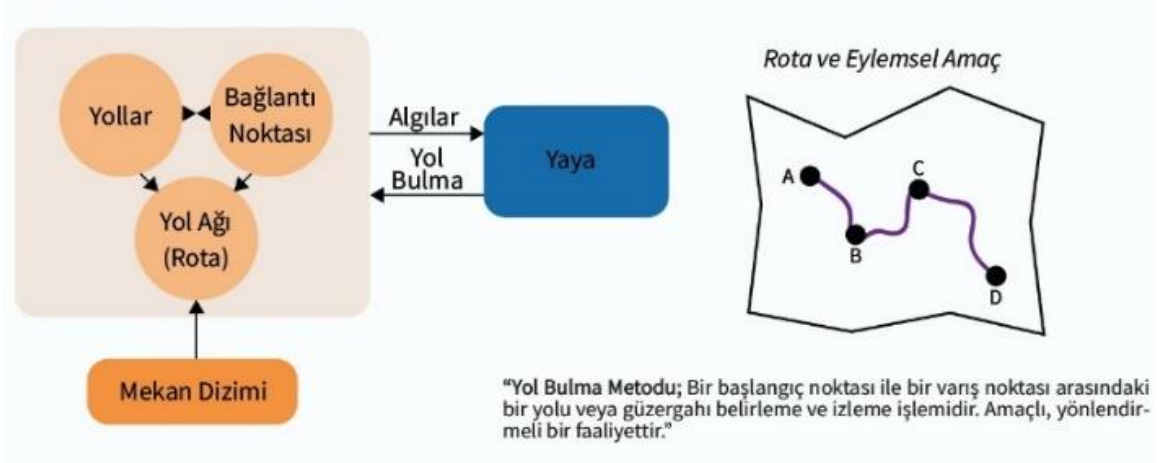 Yollar
Bağlantı
Noktası
Yol Ağı
(Rota)
Mekan Dizimi
Algılar
Yol
Bulma
Yaya
Rota ve Eylemsel Amaç
A
B
C
D
“Yol Bulma Metodu; Bir başlangıç noktası ile bir varış noktası arasındaki
bir yolu veya güzergahı belirleme ve izleme işlemidir. Amaçlı, yönlendir-
meli bir faaliyettir.”